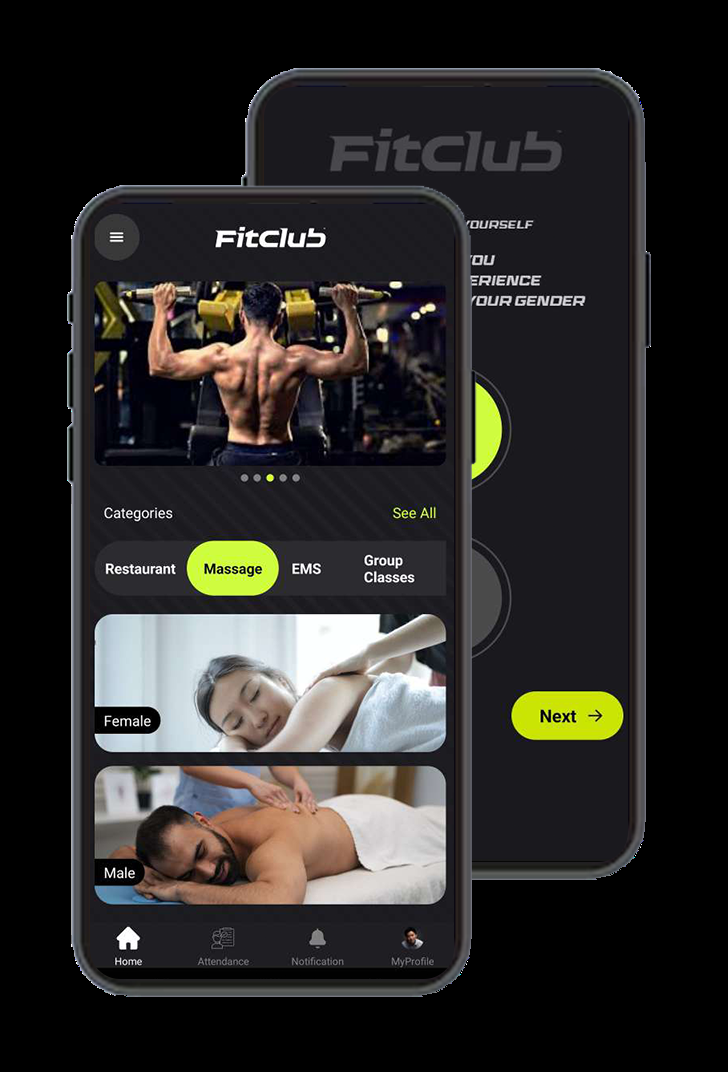 FitClub
YOURSELF
YOU
ERIENCE
YOUR GENDER
Next
FitClub
Categories
See All
Restaurant
Massage
EMS
Group
Classes
Female
Male
Home
Attendance
Notification
MyProfile